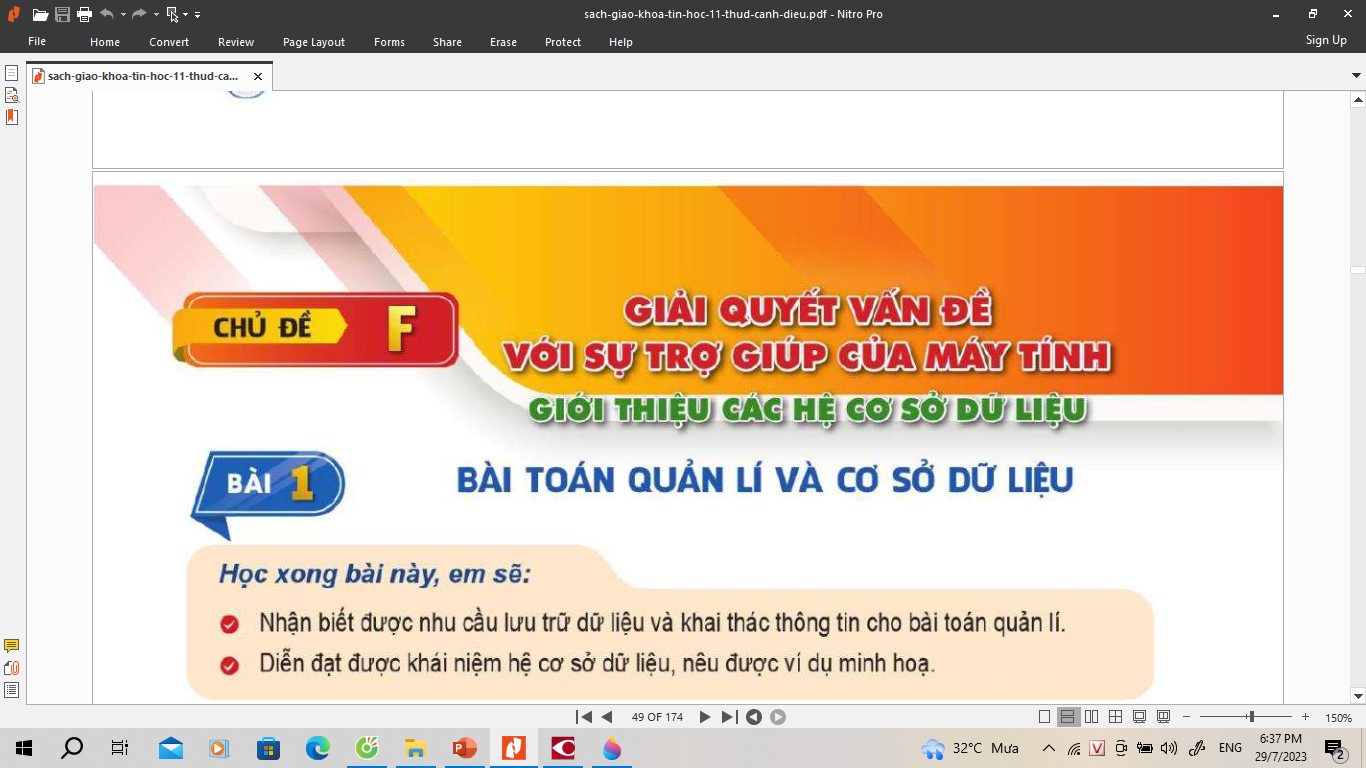 sach-giao-khoa-tin-hoc-11-thud-canh-dieu.pdf - Nitro Pro
File Home Convert Review Page Layout Forms Share Erase Protect Help Sign Up
sach-giao-khoa-tin-hoc-11-thud-ca...
CHỦ ĐỀ F
GIẢI QUYẾT VẤN ĐỀ
VỚI SỰ TRỢ GIÚP CỦA MÁY TÍNH
GIỚI THIỆU CÁC HỆ CƠ SỞ DỮ LIỆU
BÀI 1
BÀI TOÁN QUẢN LÍ VÀ CƠ SỞ DỮ LIỆU
Học xong bài này, em sẽ:
Nhận biết được nhu cầu lưu trữ dữ liệu và khai thác thông tin cho bài toán quản lí.
Diễn đạt được khái niệm hệ cơ sở dữ liệu, nêu được ví dụ minh hoạ.
49 OF 174
150%
32°C Mưa
V
ENG
6:37 PM
29/7/2023
2